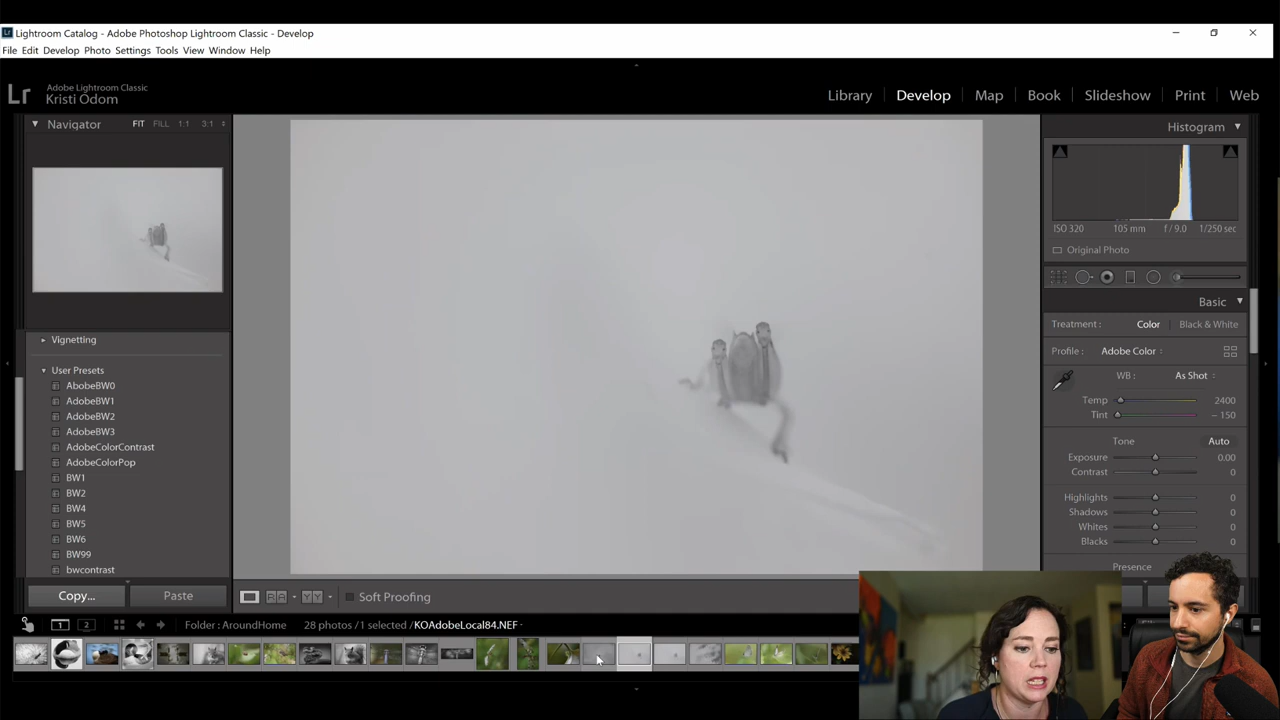 Lightroom Catalog - Adobe Photoshop Lightroom Classic - Develop
File Edit Develop Photo Settings Tools View Window Help
Lr
Adobe Lightroom Classic
Kristi Odom
Library Develop Map Book Slideshow Print Web
Navigator FIT FILL 1:1 3:1
Vignetting
User Presets
AbobeBW0
AdobeBW1
AdobeBW2
AdobeBW3
AdobeColorContrast
AdobeColorPop
BW1
BW2
BW4
BW5
BW6
BW99
bwcontrast
Copy... Paste
Histogram
ISO 320 105 mm f / 9.0 1/250 sec
Original Photo
Basic
Treatment : Color Black & White
Profile : Adobe Color
WB : As Shot
Temp 2400
Tint – 150
Tone Auto
Exposure 0.00
Contrast 0
Highlights 0
Shadows 0
Whites 0
Blacks 0
Presence
Soft Proofing
1 2 Folder : AroundHome 28 photos / 1 selected / KOAdobeLocal84.NEF